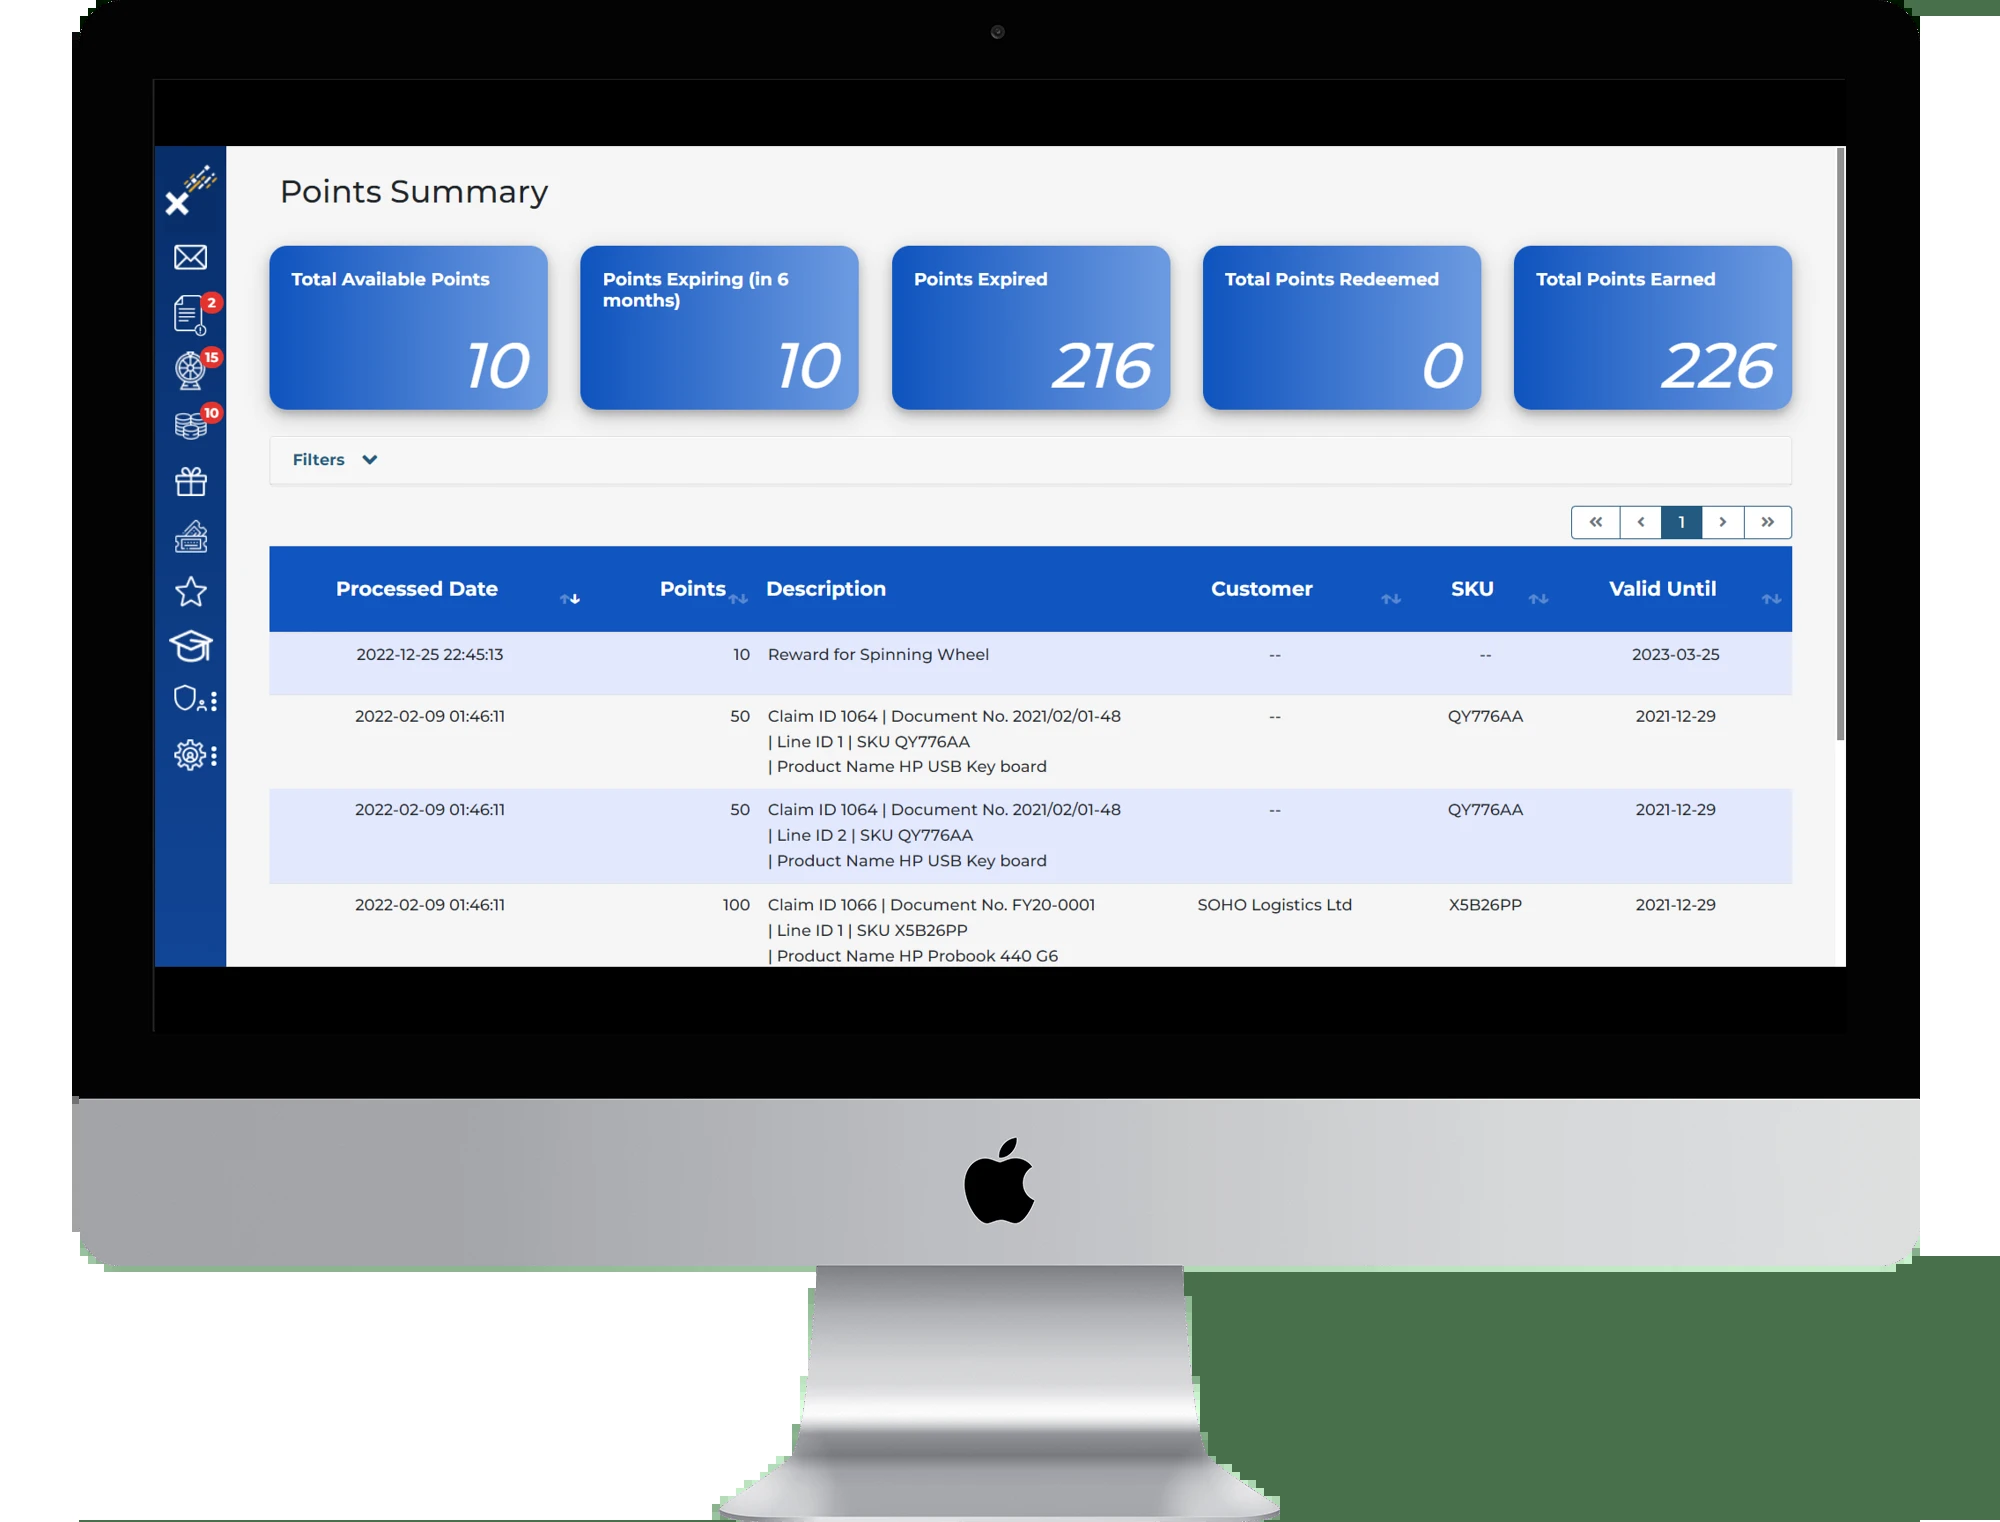 Points Summary
Total Available Points
10
Points Expiring (in 6
months)
10
Points Expired
216
Total Points Redeemed
0
Total Points Earned
226
2
15
10
Filters
« ‹ 1 › »
Processed Date Points Description Customer SKU Valid Until
2022-12-25 22:45:13 10 Reward for Spinning Wheel -- -- 2023-03-25
2022-02-09 01:46:11 50 Claim ID 1064 | Document No. 2021/02/01-48 -- QY776AA 2021-12-29
| Line ID 1 | SKU QY776AA
| Product Name HP USB Key board
2022-02-09 01:46:11 50 Claim ID 1064 | Document No. 2021/02/01-48 -- QY776AA 2021-12-29
| Line ID 2 | SKU QY776AA
| Product Name HP USB Key board
2022-02-09 01:46:11 100 Claim ID 1066 | Document No. FY20-0001 SOHO Logistics Ltd X5B26PP 2021-12-29
| Line ID 1 | SKU X5B26PP
| Product Name HP Probook 440 G6